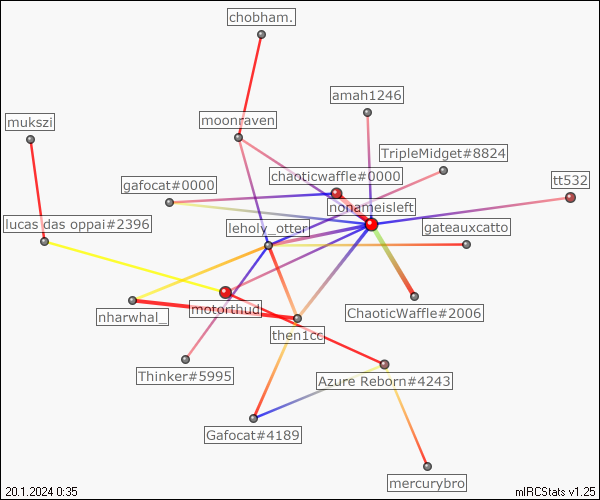 chobham.
amah1246
mukszi
moonraven
TripleMidget#8824
chaoticwaffle#0000
gafocat#0000
tt532
nonameisleft
lucas das oppai#2396
leholy_otter
gateauxcatto
nharwhal_
motorthud
ChaoticWaffle#2006
then1cc
Thinker#5995
Azure Reborn#4243
Gafocat#4189
mercurybro
20.1.2024 0:35
mIRCStats v1.25